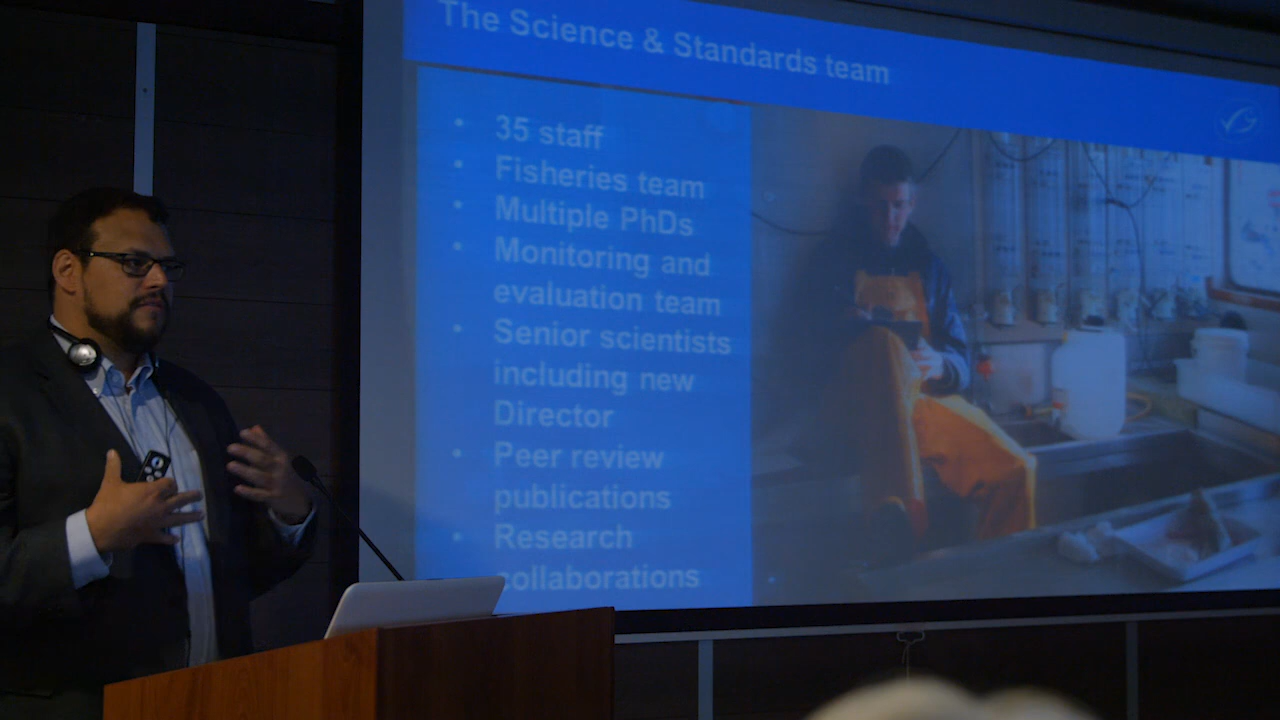 The Science & Standards team
• 35 staff
• Fisheries team
• Multiple PhDs
• Monitoring and
evaluation team
• Senior scientists
including new
Director
• Peer review
publications
• Research
collaborations